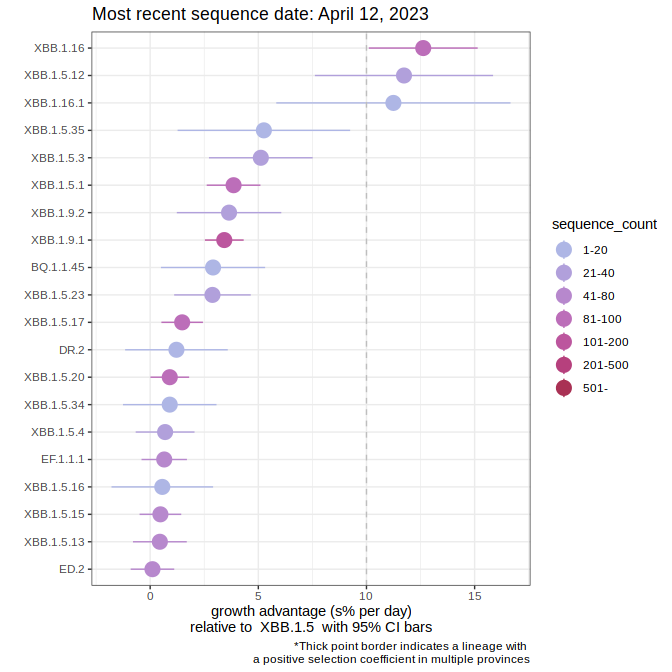 Most recent sequence date: April 12, 2023
XBB.1.16
XBB.1.5.12
XBB.1.16.1
XBB.1.5.35
XBB.1.5.3
XBB.1.5.1
XBB.1.9.2
XBB.1.9.1
BQ.1.1.45
XBB.1.5.23
XBB.1.5.17
DR.2
XBB.1.5.20
XBB.1.5.34
XBB.1.5.4
EF.1.1.1
XBB.1.5.16
XBB.1.5.15
XBB.1.5.13
ED.2
0 5 10 15
growth advantage (s% per day)
relative to XBB.1.5 with 95% CI bars
*Thick point border indicates a lineage with
a positive selection coefficient in multiple provinces
sequence_count
1-20
21-40
41-80
81-100
101-200
201-500
501-